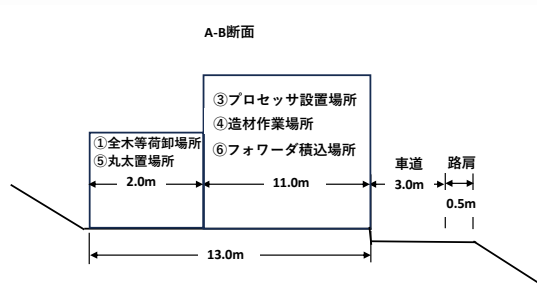 A-B断面
③プロセッサ設置場所
④造材作業場所
⑥フォワーダ積込場所
①全木等荷卸場所
⑤丸太置場所
車道
路肩
2.0m
11.0m
3.0m
0.5m
13.0m